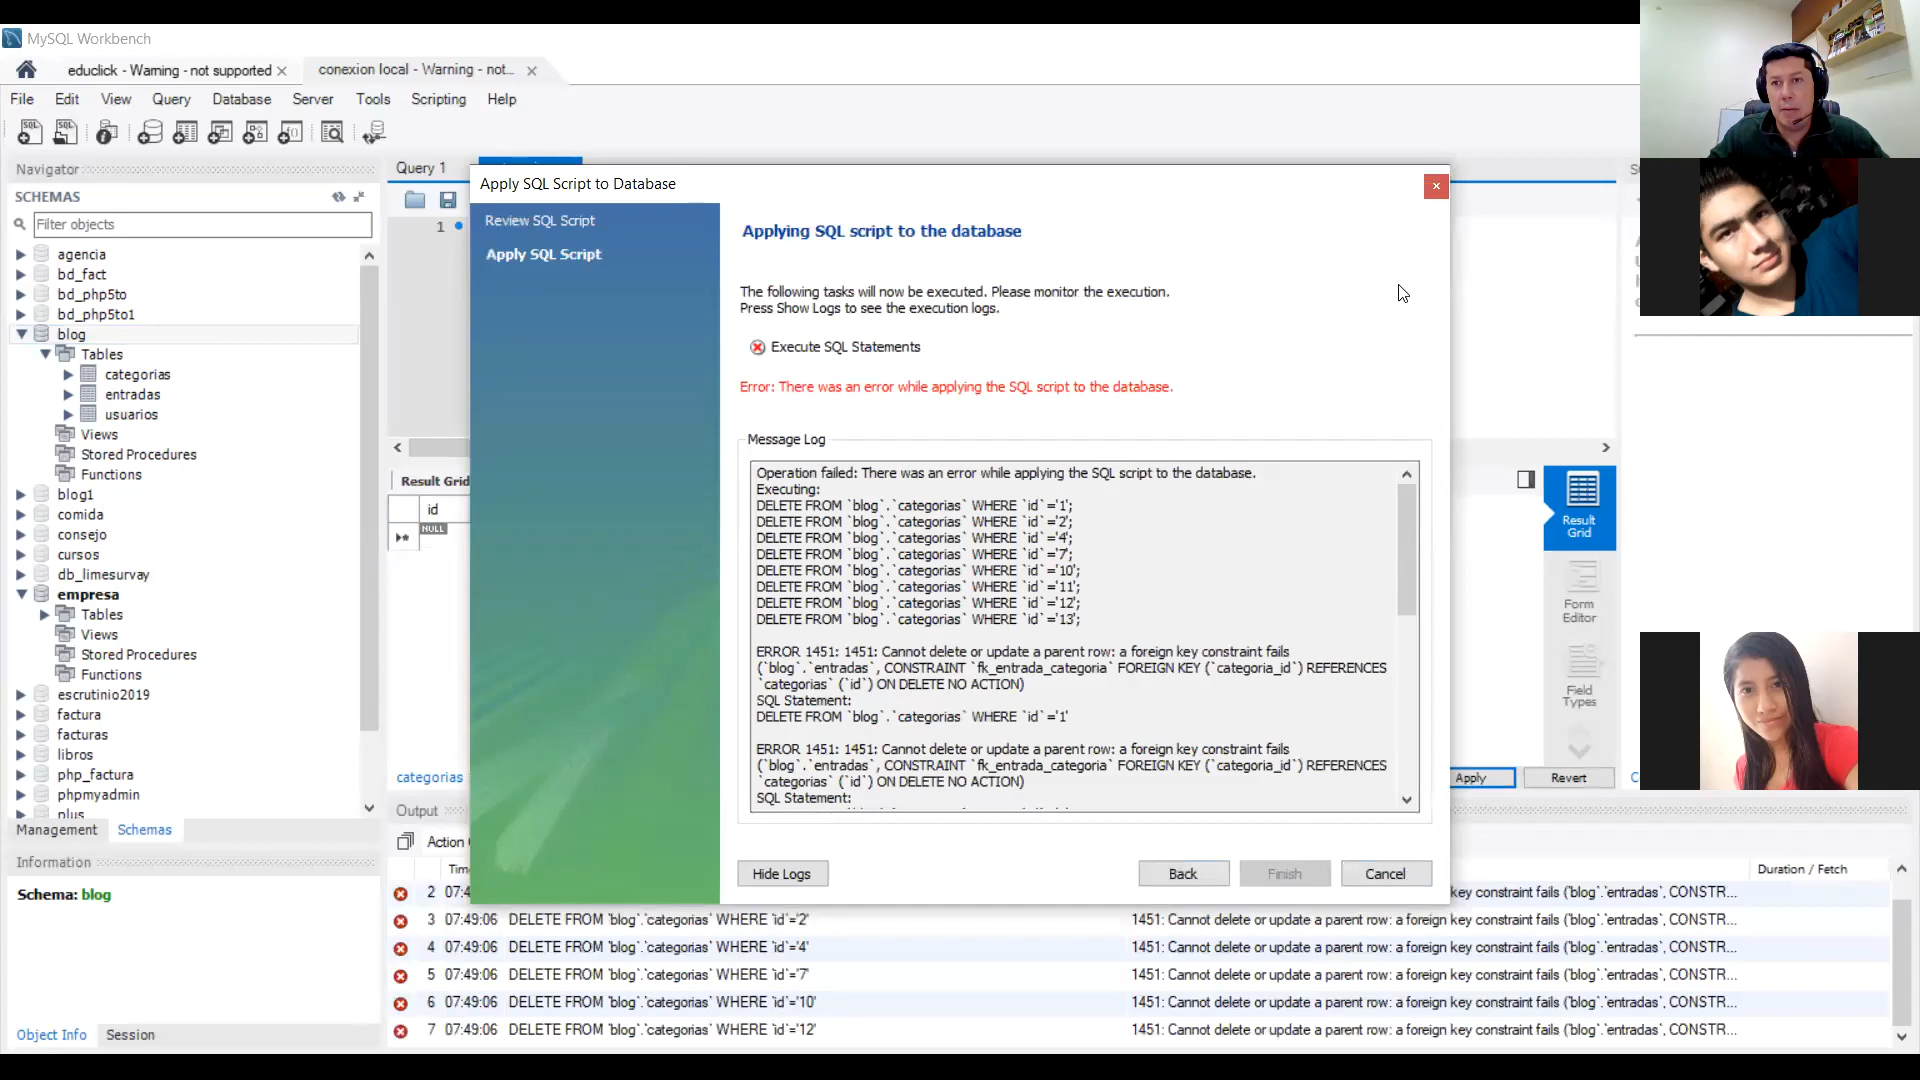 MySQL Workbench
educlick - Warning - not supported
conexion local - Warning - not...
File Edit View Query Database Server Tools Scripting Help
Navigator
SCHEMAS
Filter objects
agencia
bd_fact
bd_php5to
bd_php5to1
blog
Tables
categorias
entradas
usuarios
Views
Stored Procedures
Functions
blog1
comida
consejo
cursos
db_limesurvay
empresa
Tables
Views
Stored Procedures
Functions
escrutinio2019
factura
facturas
libros
php_factura
phpmyadmin
plus
Management Schemas
Information
Schema: blog
Object Info Session
Query 1
1
Result Grid
id
NULL
categorias
Apply SQL Script to Database
Review SQL Script
Apply SQL Script
Applying SQL script to the database
The following tasks will now be executed. Please monitor the execution.
Press Show Logs to see the execution logs.
Execute SQL Statements
Error: There was an error while applying the SQL script to the database.
Message Log
Operation failed: There was an error while applying the SQL script to the database.
Executing:
DELETE FROM `blog`.`categorias` WHERE `id`='1';
DELETE FROM `blog`.`categorias` WHERE `id`='2';
DELETE FROM `blog`.`categorias` WHERE `id`='4';
DELETE FROM `blog`.`categorias` WHERE `id`='7';
DELETE FROM `blog`.`categorias` WHERE `id`='10';
DELETE FROM `blog`.`categorias` WHERE `id`='11';
DELETE FROM `blog`.`categorias` WHERE `id`='12';
DELETE FROM `blog`.`categorias` WHERE `id`='13';
ERROR 1451: 1451: Cannot delete or update a parent row: a foreign key constraint fails
(`blog`.`entradas`, CONSTRAINT `fk_entrada_categoria` FOREIGN KEY (`categoria_id`) REFERENCES
`categorias` (`id`) ON DELETE NO ACTION)
SQL Statement:
DELETE FROM `blog`.`categorias` WHERE `id`='1'
ERROR 1451: 1451: Cannot delete or update a parent row: a foreign key constraint fails
(`blog`.`entradas`, CONSTRAINT `fk_entrada_categoria` FOREIGN KEY (`categoria_id`) REFERENCES
`categorias` (`id`) ON DELETE NO ACTION)
SQL Statement:
Hide Logs Back Finish Cancel
Result
Grid
Form
Editor
Field
Types
Apply Revert
Output
Action
Duration / Fetch
2 07:4 key constraint fails (`blog`.`entradas`, CONSTR...
3 07:49:06 DELETE FROM `blog`.`categorias` WHERE `id`='2' 1451: Cannot delete or update a parent row: a foreign key constraint fails (`blog`.`entradas`, CONSTR...
4 07:49:06 DELETE FROM `blog`.`categorias` WHERE `id`='4' 1451: Cannot delete or update a parent row: a foreign key constraint fails (`blog`.`entradas`, CONSTR...
5 07:49:06 DELETE FROM `blog`.`categorias` WHERE `id`='7' 1451: Cannot delete or update a parent row: a foreign key constraint fails (`blog`.`entradas`, CONSTR...
6 07:49:06 DELETE FROM `blog`.`categorias` WHERE `id`='10' 1451: Cannot delete or update a parent row: a foreign key constraint fails (`blog`.`entradas`, CONSTR...
7 07:49:06 DELETE FROM `blog`.`categorias` WHERE `id`='12' 1451: Cannot delete or update a parent row: a foreign key constraint fails (`blog`.`entradas`, CONSTR...